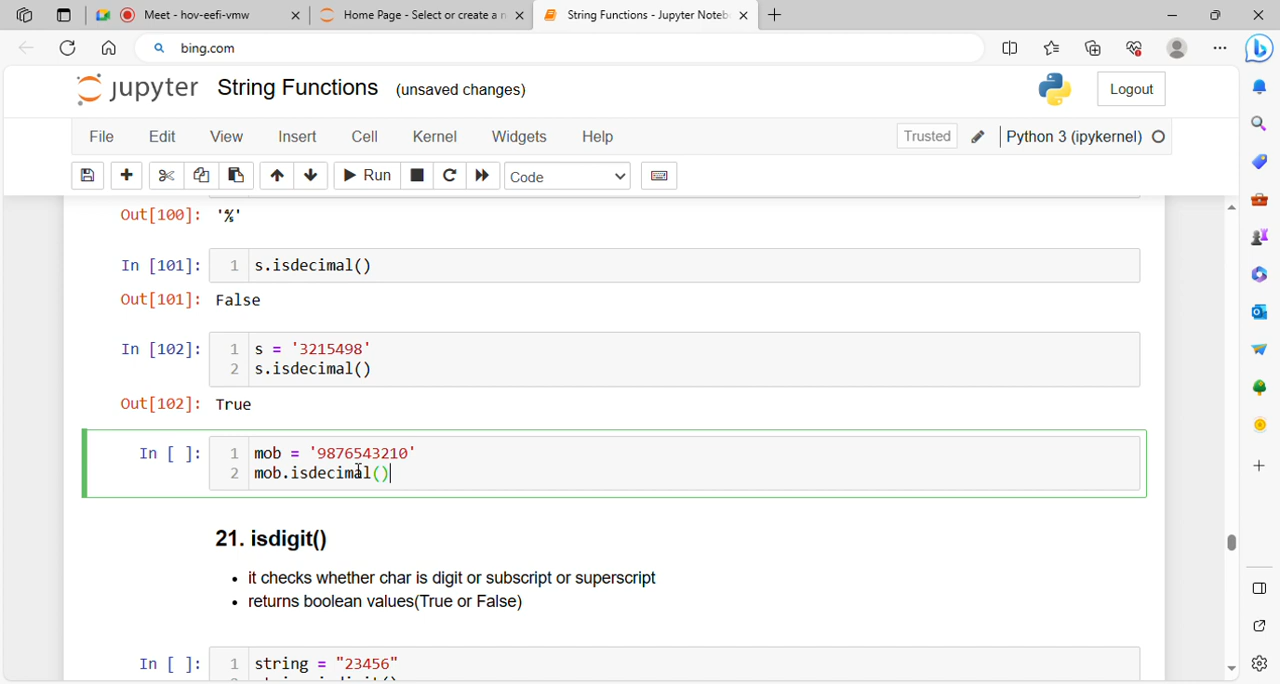 Meet - hov-eefi-vmw
Home Page - Select or create a n
String Functions - Jupyter Noteb
bing.com
jupyter String Functions (unsaved changes)
Logout
File Edit View Insert Cell Kernel Widgets Help
Trusted
Python 3 (ipykernel)
Run
Code
Out[100]: '%'
In [101]: 1 s.isdecimal()
Out[101]: False
In [102]: 1 s = '3215498'
2 s.isdecimal()
Out[102]: True
In [ ]: 1 mob = '9876543210'
2 mob.isdecimal()
21. isdigit()
• it checks whether char is digit or subscript or superscript
• returns boolean values(True or False)
In [ ]: 1 string = "23456"